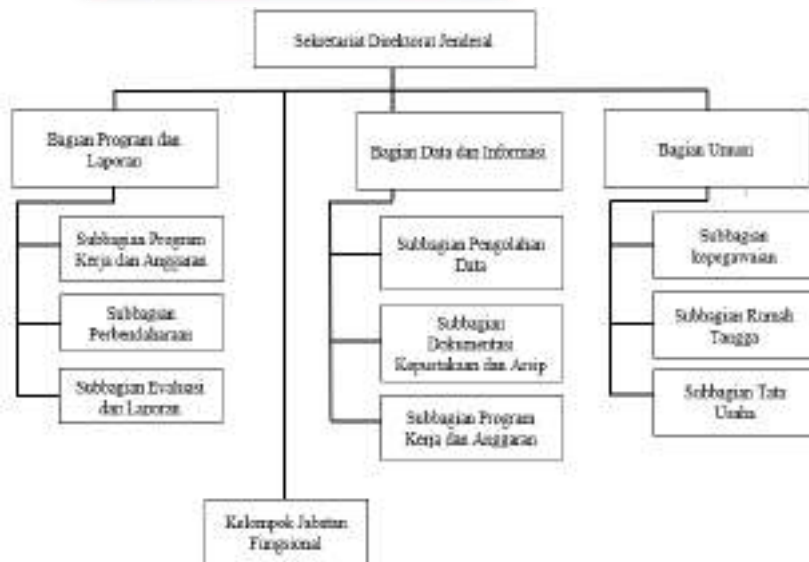 Sekretariat Direktorat Jenderal
Bagian Program dan
Laporan
Bagian Data dan Informasi
Bagian Umum
Subbagian Program
Kerja dan Anggaran
Subbagian
Perbendaharaan
Subbagian Evaluasi
dan Laporan
Subbagian Pengolahan
Data
Subbagian
Dokumentasi
Kepustakaan dan Arsip
Subbagian Program
Kerja dan Anggaran
Subbagian
kepegawaian
Subbagian Rumah
Tangga
Subbagian Tata
Usaha
Kelompok Jabatan
Fungsional